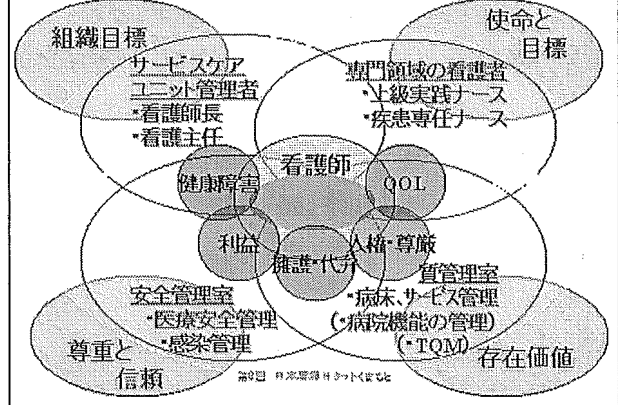 組織目標
使命と
目標
サービスケア
ユニット管理者
・看護師長
・看護主任
専門領域の看護者
・上級実践ナース
・疾患専任ナース
看護師
健康障害
QOL
利益
擁護・代弁
人権・尊厳
安全管理室
・医療安全管理
・感染管理
質管理室
・病床、サービス管理
(・病院機能の管理)
(・TQM)
尊重と
信頼
存在価値